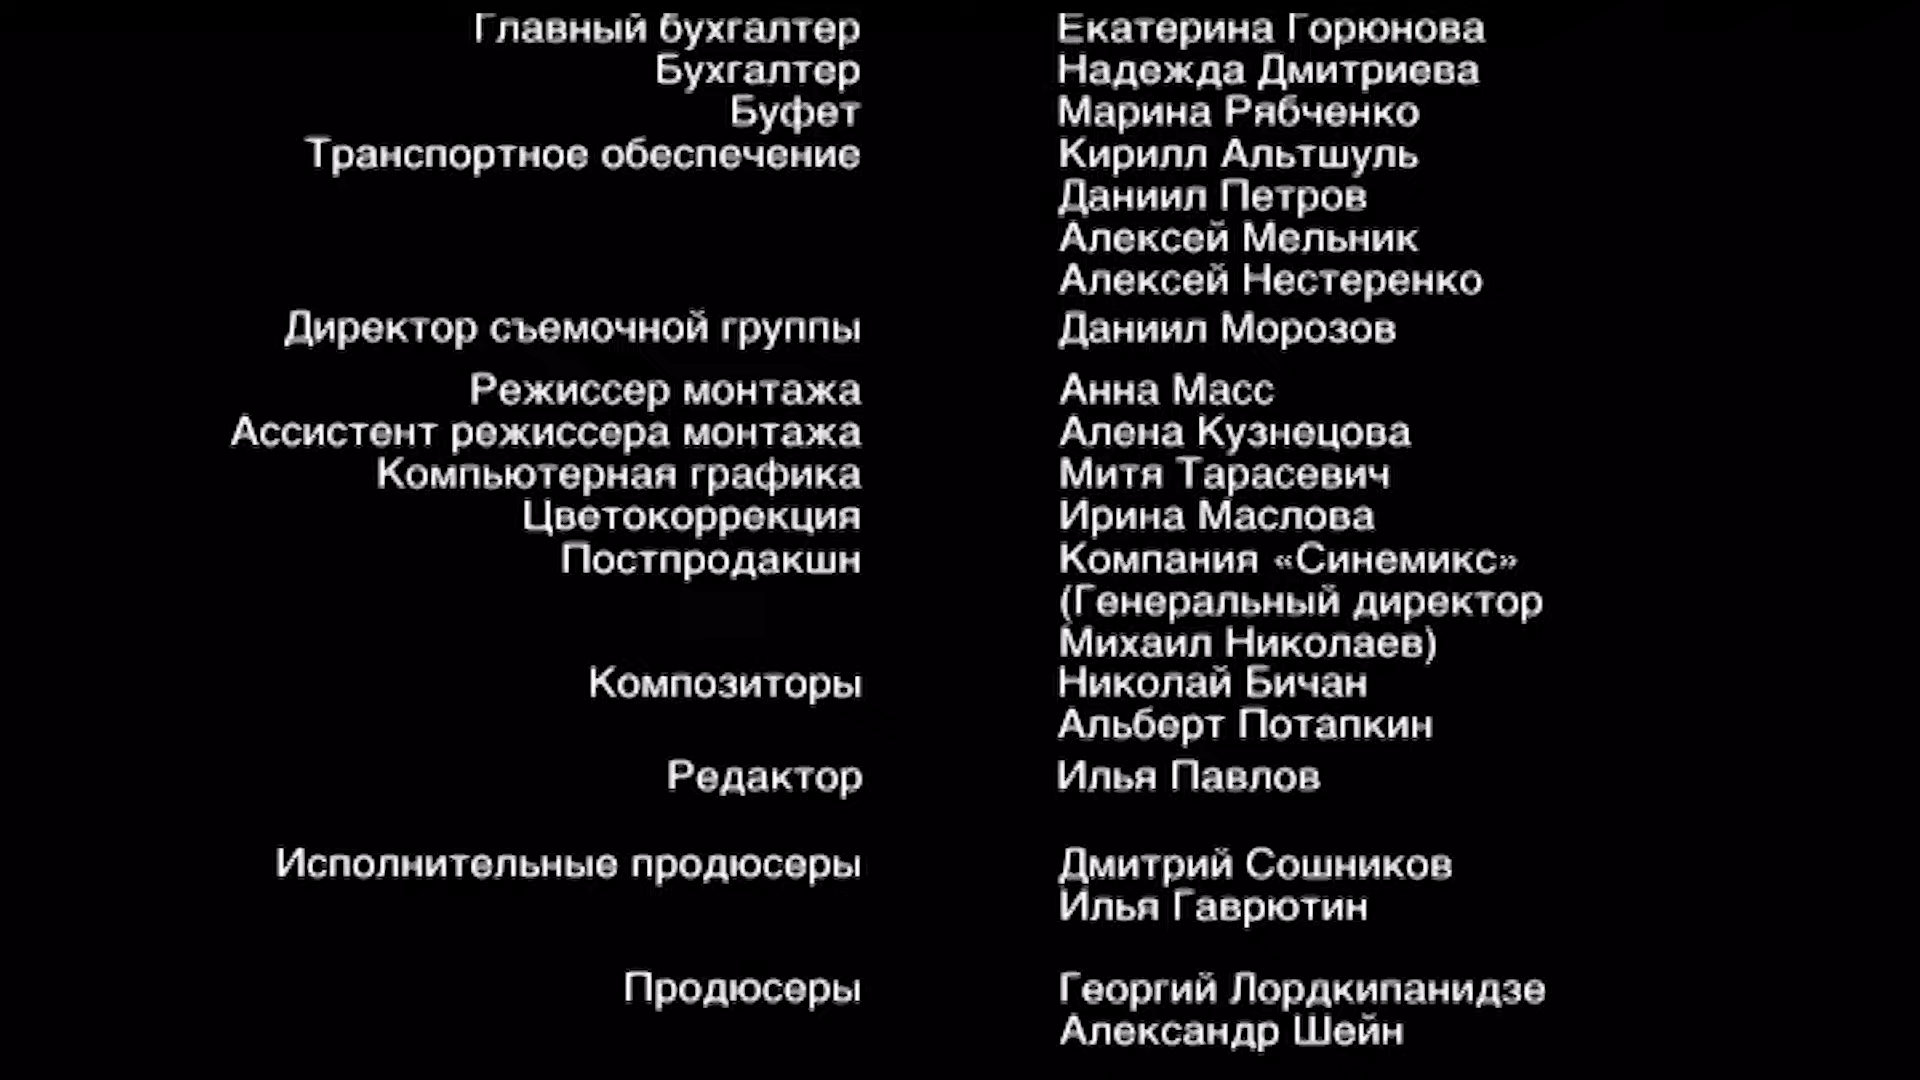 Главный бухгалтер Екатерина Горюнова
Бухгалтер Надежда Дмитриева
Буфет Марина Рябченко
Транспортное обеспечение Кирилл Альтшуль
Даниил Петров
Алексей Мельник
Алексей Нестеренко
Директор съемочной группы Даниил Морозов
Режиссер монтажа Анна Масс
Ассистент режиссера монтажа Алена Кузнецова
Компьютерная графика Митя Тарасевич
Цветокоррекция Ирина Маслова
Постпродакшн Компания «Синемикс»
(Генеральный директор
Михаил Николаев)
Композиторы Николай Бичан
Альберт Потапкин
Редактор Илья Павлов
Исполнительные продюсеры Дмитрий Сошников
Илья Гаврютин
Продюсеры Георгий Лордкипанидзе
Александр Шейн